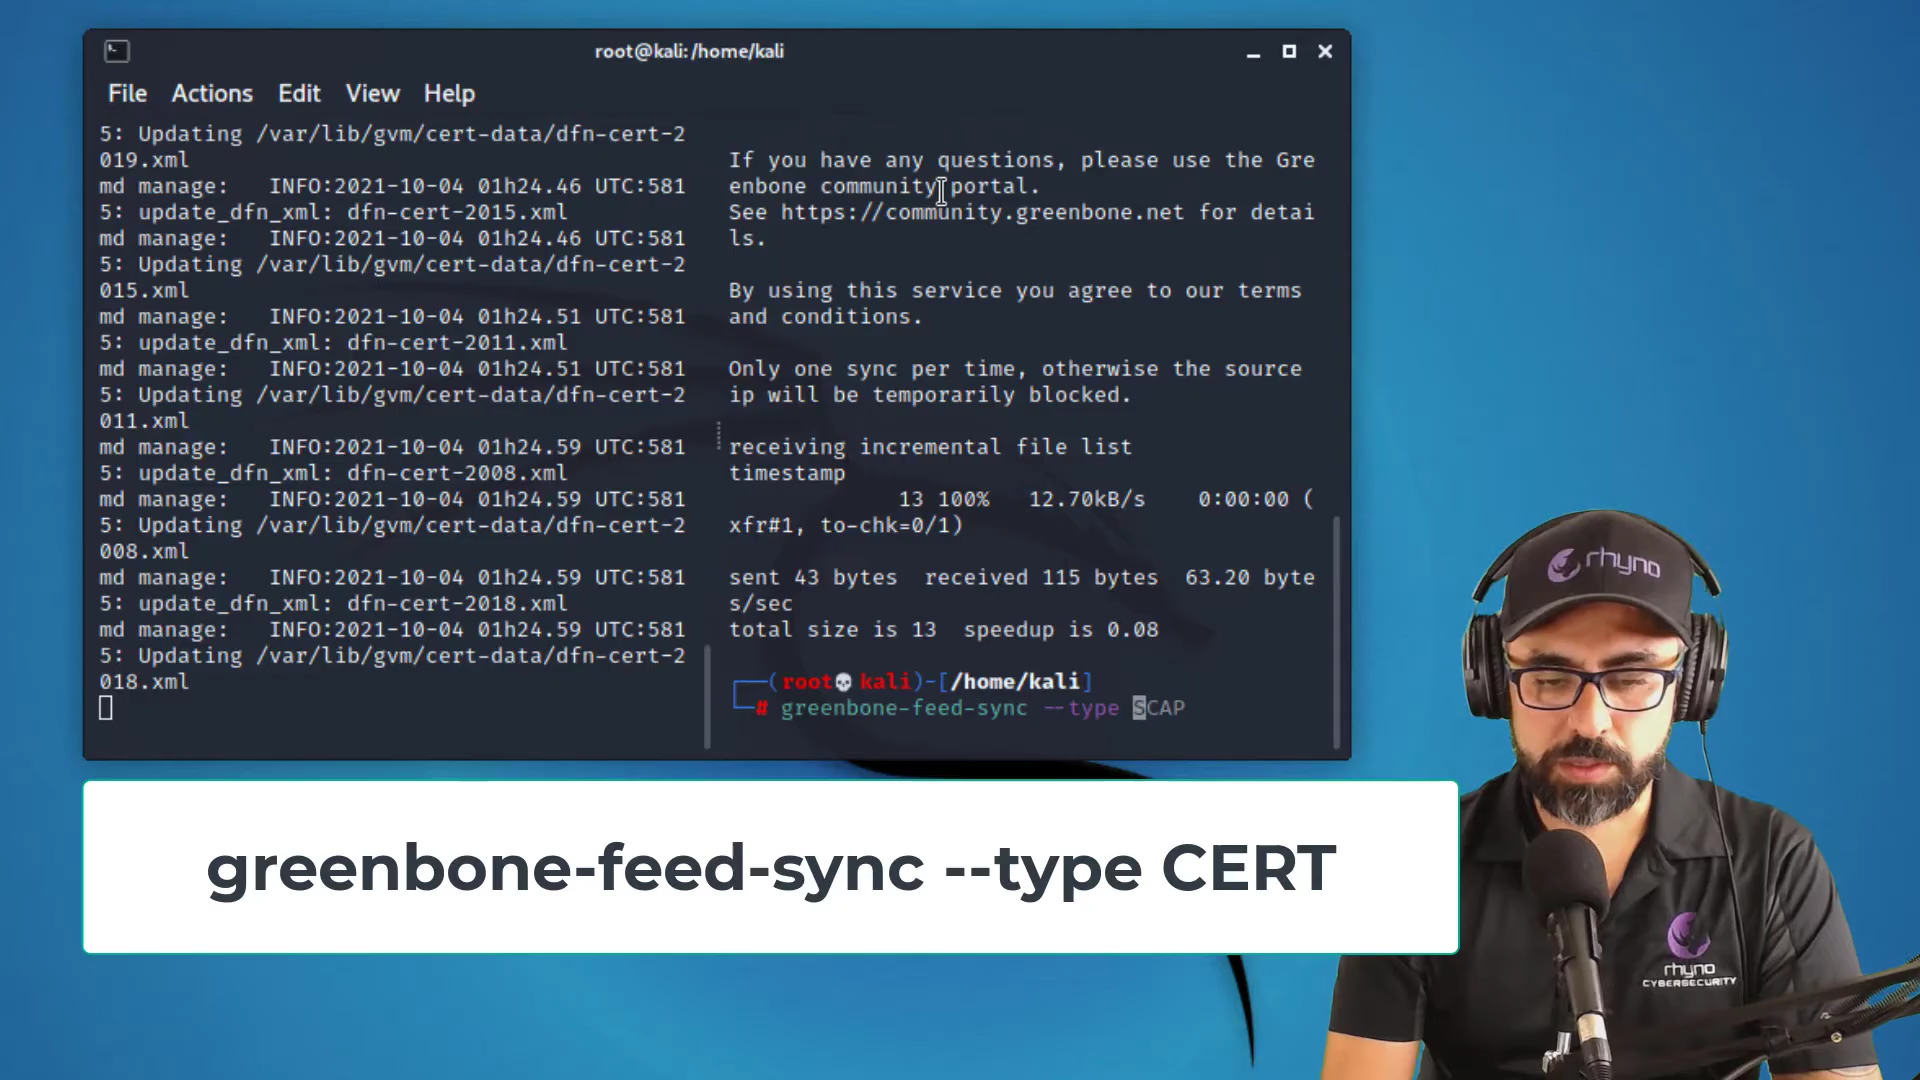 root@kali:/home/kali
File Actions Edit View Help
5: Updating /var/lib/gvm/cert-data/dfn-cert-2
019.xml
md manage: INFO:2021-10-04 01h24.46 UTC:581
5: update_dfn_xml: dfn-cert-2015.xml
md manage: INFO:2021-10-04 01h24.46 UTC:581
5: Updating /var/lib/gvm/cert-data/dfn-cert-2
015.xml
md manage: INFO:2021-10-04 01h24.51 UTC:581
5: update_dfn_xml: dfn-cert-2011.xml
md manage: INFO:2021-10-04 01h24.51 UTC:581
5: Updating /var/lib/gvm/cert-data/dfn-cert-2
011.xml
md manage: INFO:2021-10-04 01h24.59 UTC:581
5: update_dfn_xml: dfn-cert-2008.xml
md manage: INFO:2021-10-04 01h24.59 UTC:581
5: Updating /var/lib/gvm/cert-data/dfn-cert-2
008.xml
md manage: INFO:2021-10-04 01h24.59 UTC:581
5: update_dfn_xml: dfn-cert-2018.xml
md manage: INFO:2021-10-04 01h24.59 UTC:581
5: Updating /var/lib/gvm/cert-data/dfn-cert-2
018.xml
If you have any questions, please use the Gre
enbone community portal.
See https://community.greenbone.net for detai
ls.
By using this service you agree to our terms
and conditions.
Only one sync per time, otherwise the source
ip will be temporarily blocked.
receiving incremental file list
timestamp
13 100% 12.70kB/s 0:00:00 (
xfr#1, to-chk=0/1)
sent 43 bytes received 115 bytes 63.20 byte
s/sec
total size is 13 speedup is 0.08
(root💀kali)-[/home/kali]
# greenbone-feed-sync --type SCAP
greenbone-feed-sync --type CERT
rhyno
rhyno
CYBERSECURITY